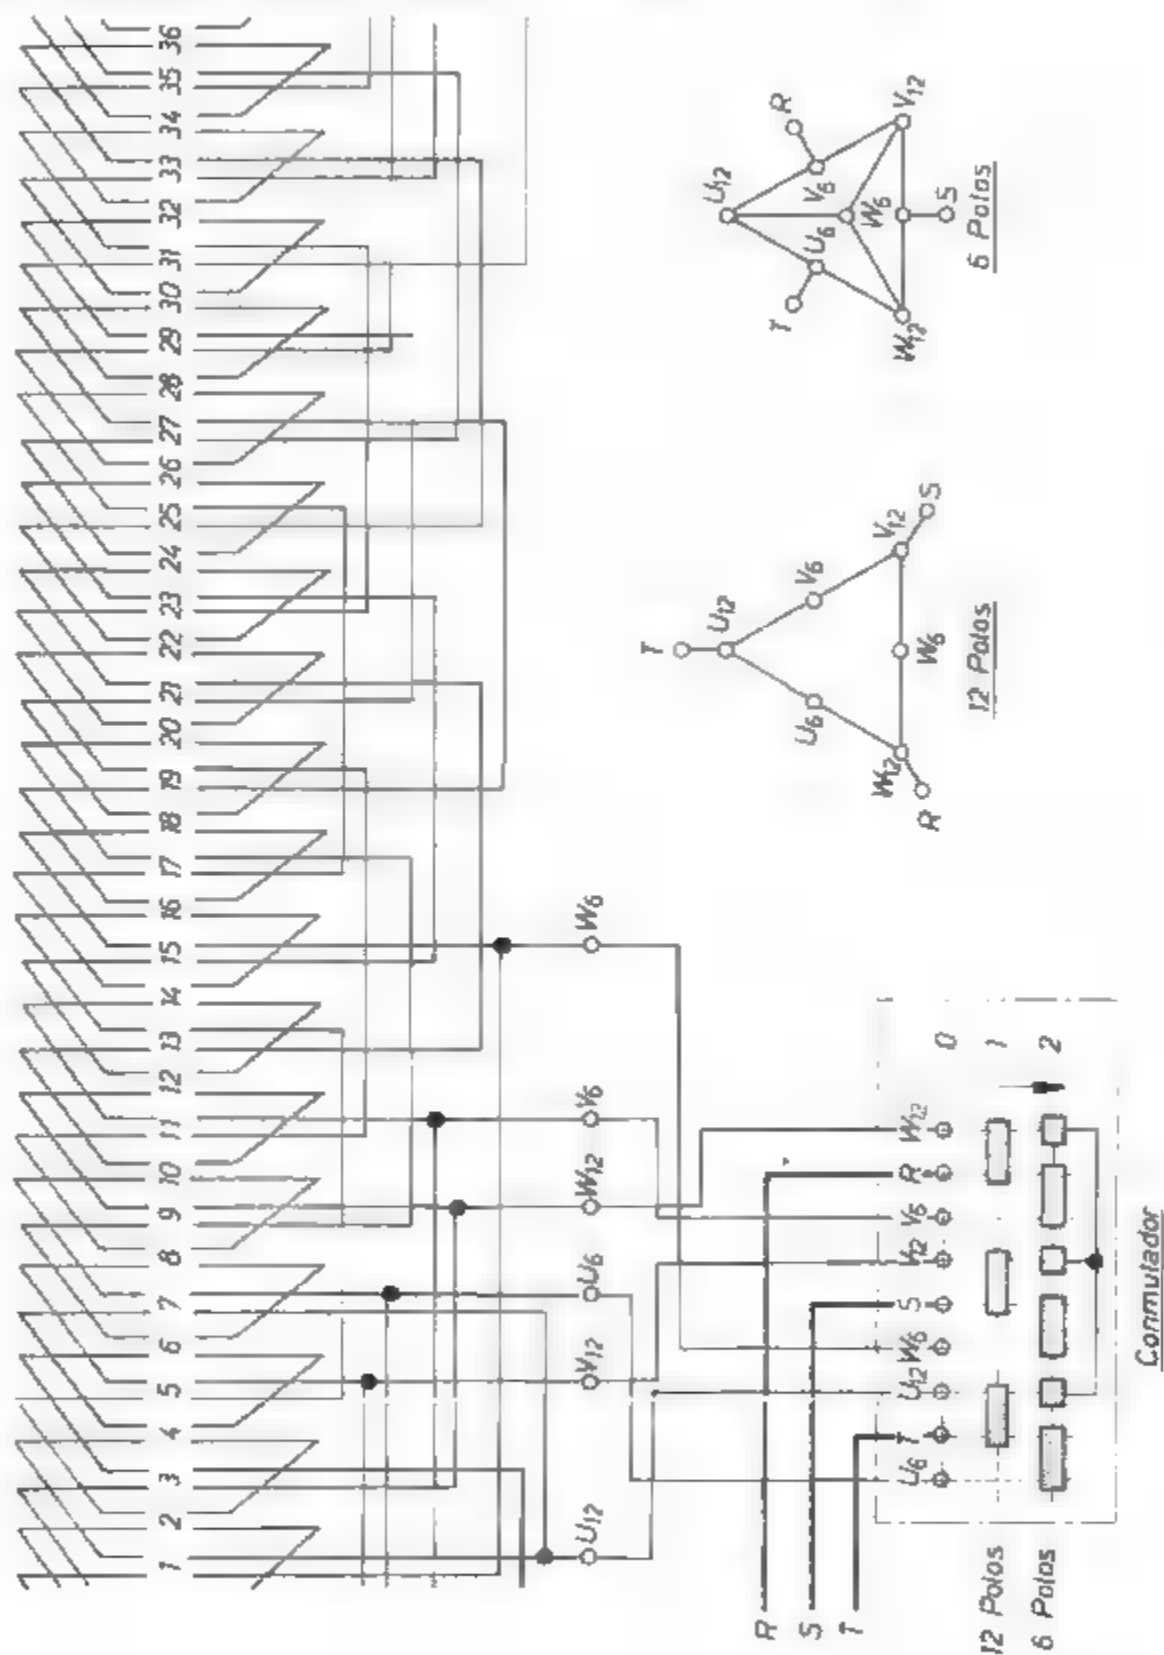 1 2 3 4 5 6 7 8 9 10 11 12 13 14 15 16 17 18 19 20 21 22 23 24 25 26 27 28 29 30 31 32 33 34 35 36
U12 V12 U6 W12 V6 W6
R
S
T
U6 T U12 W6 S V12 V6 R W12
0
12 Polos 1
6 Polos 2
Conmutador
T
U12
U6 V6
W12 W6 V12
R S
12 Polos
U12
T R
U6 V6
W12 W6 V12
S
6 Polos